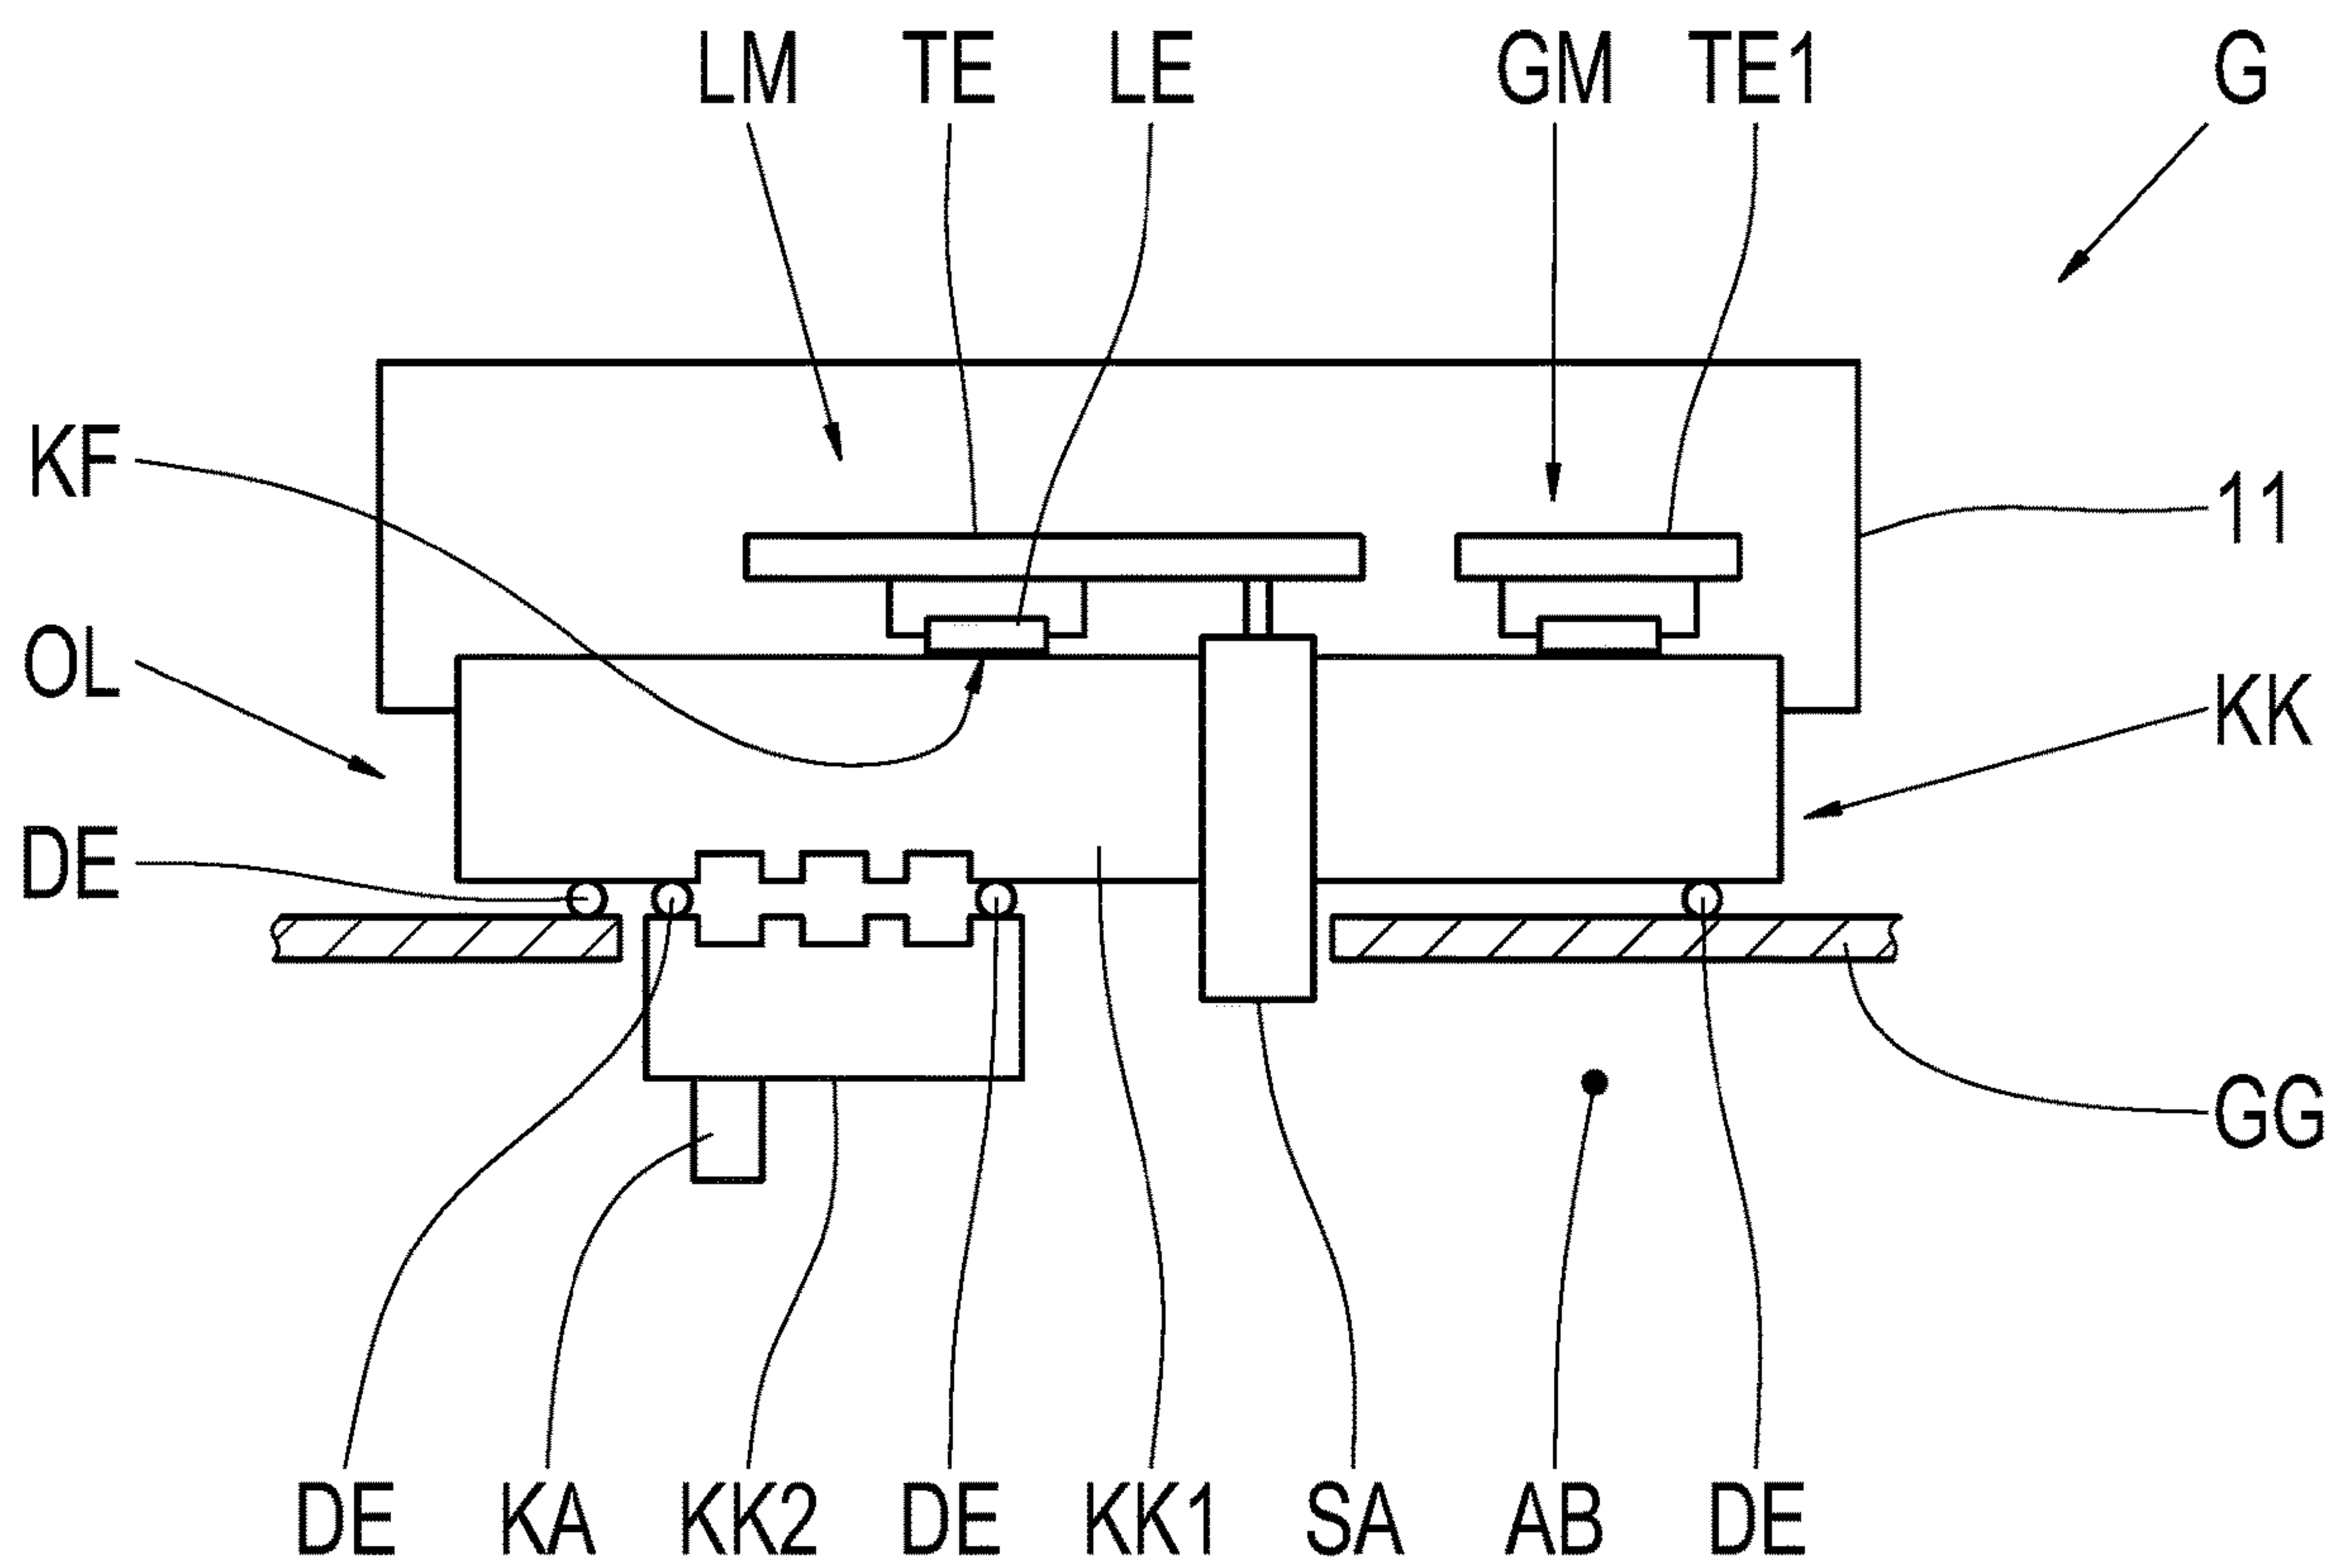 LM TE LE GM TE1 G
KF
11
OL
KK
DE
GG
DE KA KK2 DE KK1 SA AB DE